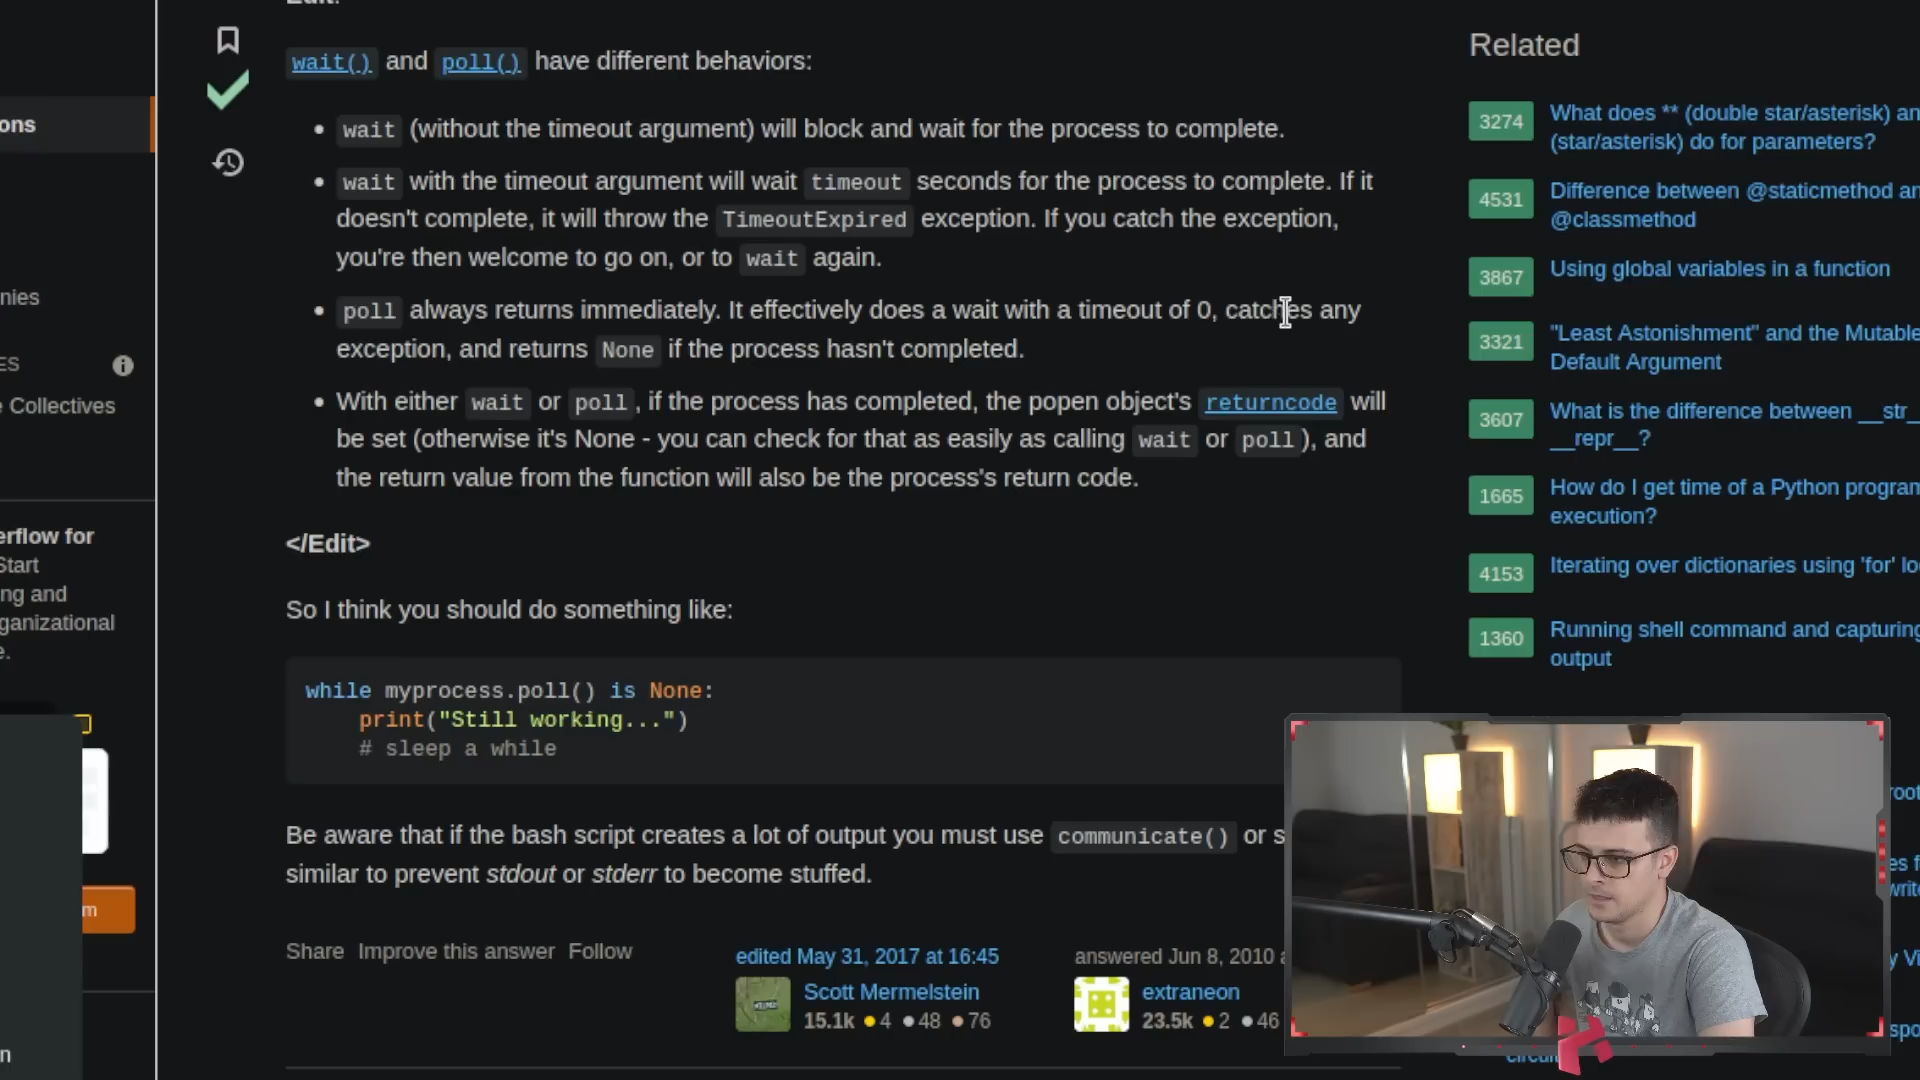 wait() and poll() have different behaviors:
wait (without the timeout argument) will block and wait for the process to complete.
wait with the timeout argument will wait timeout seconds for the process to complete. If it
doesn't complete, it will throw the TimeoutExpired exception. If you catch the exception,
you're then welcome to go on, or to wait again.
poll always returns immediately. It effectively does a wait with a timeout of 0, catches any
exception, and returns None if the process hasn't completed.
With either wait or poll, if the process has completed, the popen object's returncode will
be set (otherwise it's None - you can check for that as easily as calling wait or poll), and
the return value from the function will also be the process's return code.
</Edit>
So I think you should do something like:
while myprocess.poll() is None:
    print("Still working...")
    # sleep a while
Be aware that if the bash script creates a lot of output you must use communicate() or s
similar to prevent stdout or stderr to become stuffed.
Share Improve this answer Follow
edited May 31, 2017 at 16:45
Scott Mermelstein
15.1k 4 48 76
answered Jun 8, 2010
extraneon
23.5k 2 46
ons
nies
ES
Collectives
erflow for
Start
ng and
ganizational
e.
m
n
Related
3274 What does ** (double star/asterisk) an
(star/asterisk) do for parameters?
4531 Difference between @staticmethod an
@classmethod
3867 Using global variables in a function
3321 "Least Astonishment" and the Mutable
Default Argument
3607 What is the difference between __str_
__repr__?
1665 How do I get time of a Python program
execution?
4153 Iterating over dictionaries using 'for' lo
1360 Running shell command and capturing
output